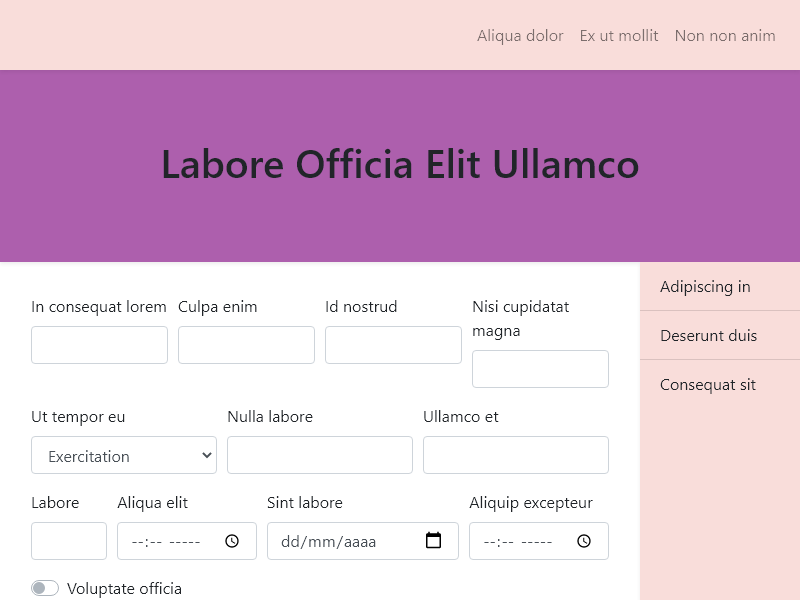 Aliqua dolor Ex ut mollit Non non anim
Labore Officia Elit Ullamco
Adipiscing in
Deserunt duis
Consequat sit
In consequat lorem Culpa enim Id nostrud Nisi cupidatat
magna
Ut tempor eu Nulla labore Ullamco et
Exercitation
Labore Aliqua elit Sint labore Aliquip excepteur
--:-- ----- dd/mm/aaaa --:-- -----
Voluptate officia